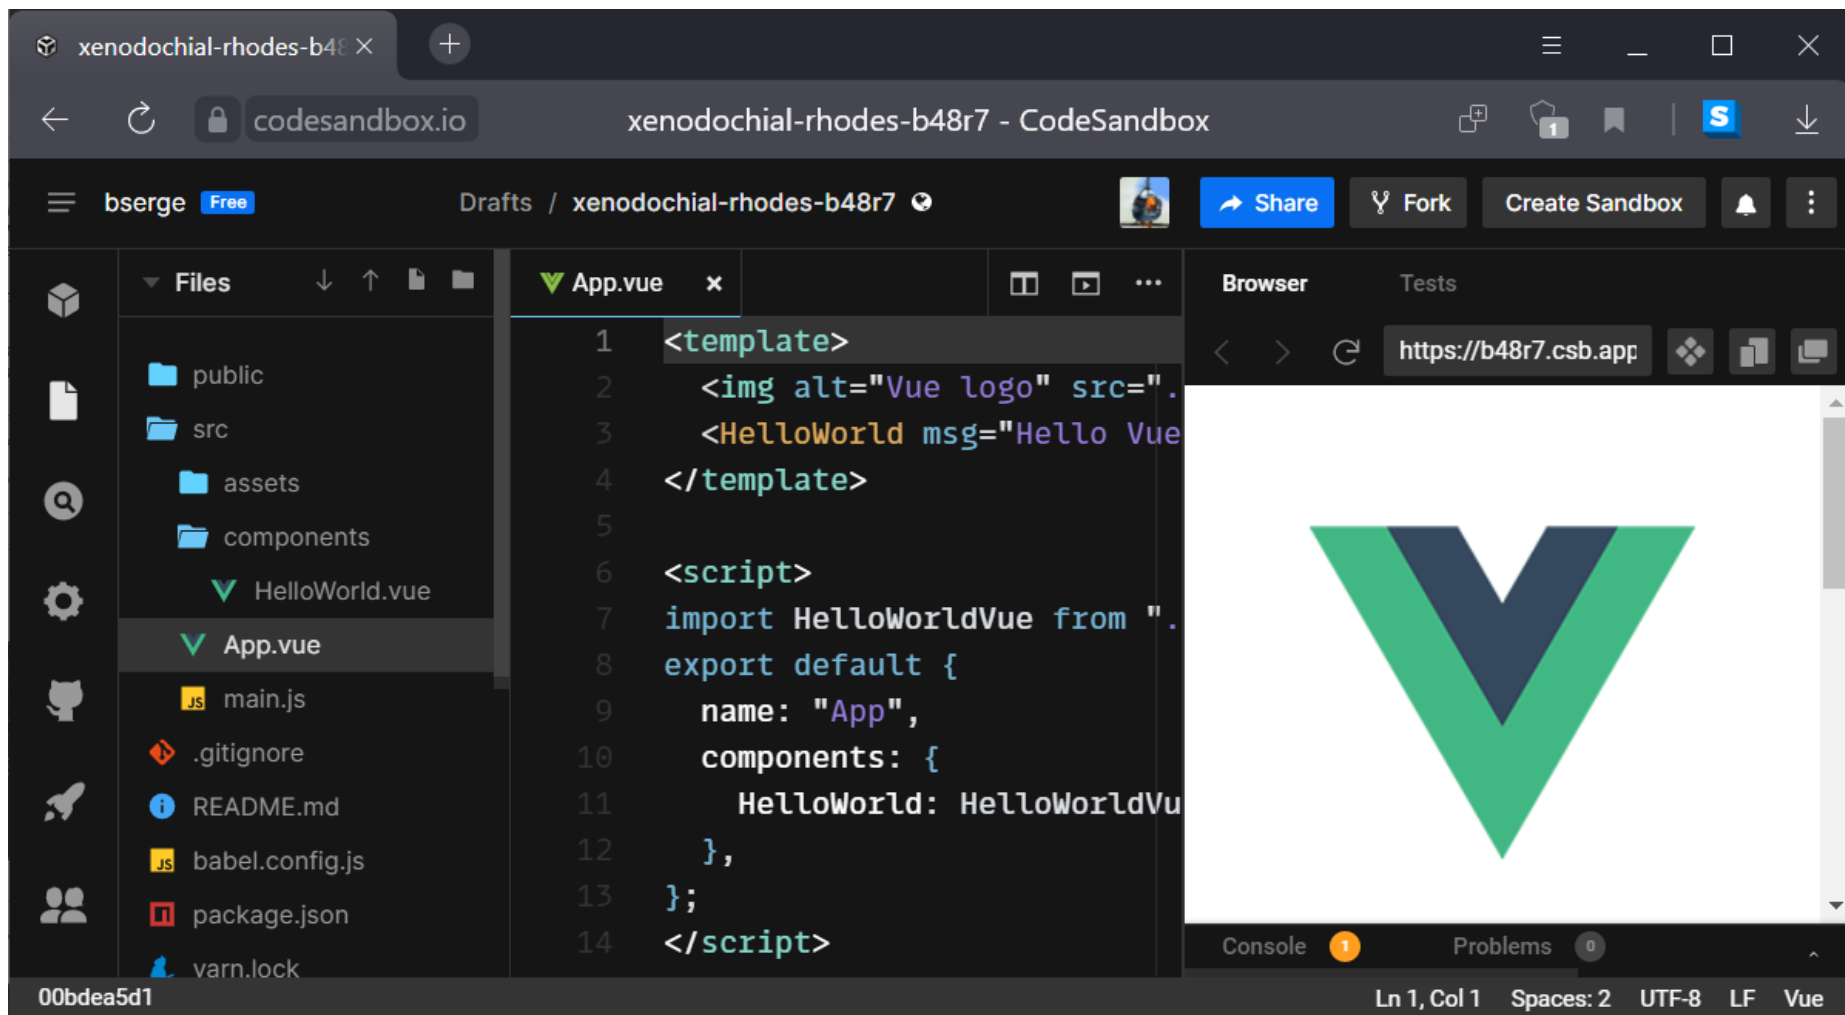 xenodochial-rhodes-b48
codesandbox.io
xenodochial-rhodes-b48r7 - CodeSandbox
1
S
bserge Free
Drafts / xenodochial-rhodes-b48r7
Share
Fork
Create Sandbox
Files
public
src
assets
components
HelloWorld.vue
App.vue
main.js
.gitignore
README.md
babel.config.js
package.json
yarn.lock
App.vue
1 <template>
2 <img alt="Vue logo" src=".
3 <HelloWorld msg="Hello Vue
4 </template>
5
6 <script>
7 import HelloWorldVue from ".
8 export default {
9 name: "App",
10 components: {
11 HelloWorld: HelloWorldVu
12 },
13 };
14 </script>
Browser
Tests
https://b48r7.csb.app
Console 1
Problems 0
00bdea5d1
Ln 1, Col 1 Spaces: 2 UTF-8 LF Vue